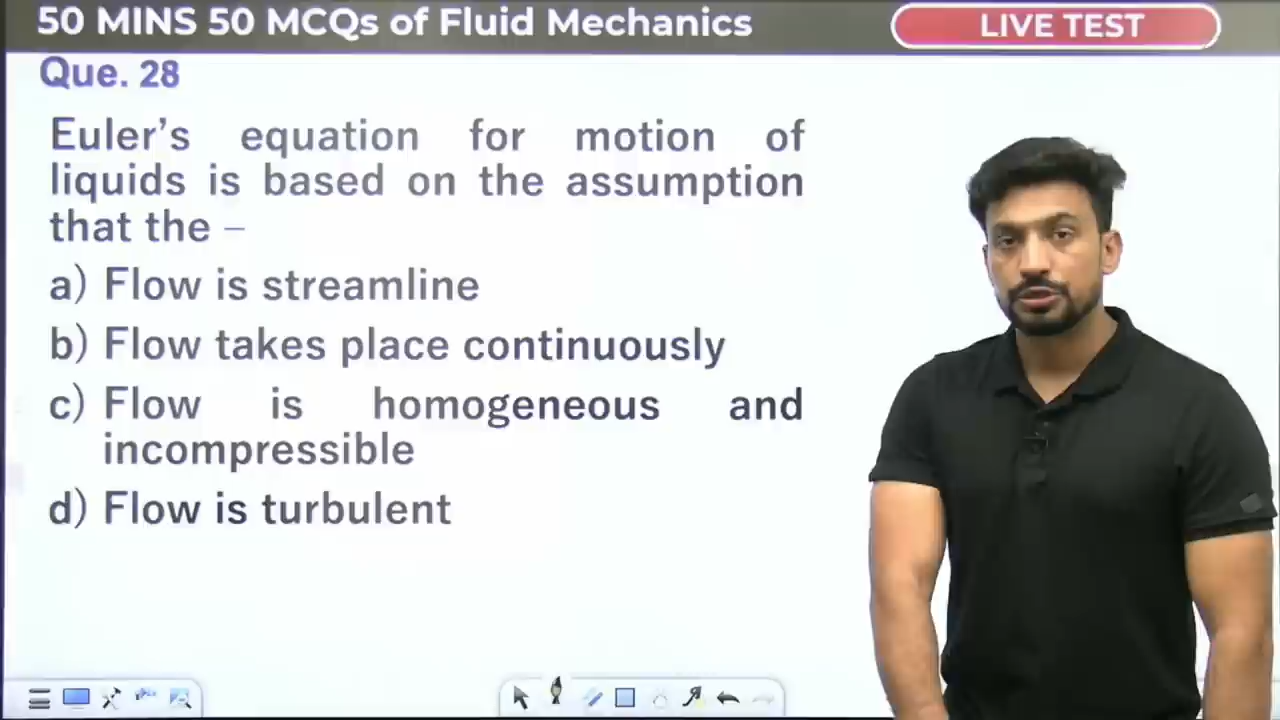 50 MINS 50 MCQs of Fluid Mechanics
LIVE TEST
Que. 28
Euler's equation for motion of
liquids is based on the assumption
that the –
a) Flow is streamline
b) Flow takes place continuously
c) Flow is homogeneous and
incompressible
d) Flow is turbulent